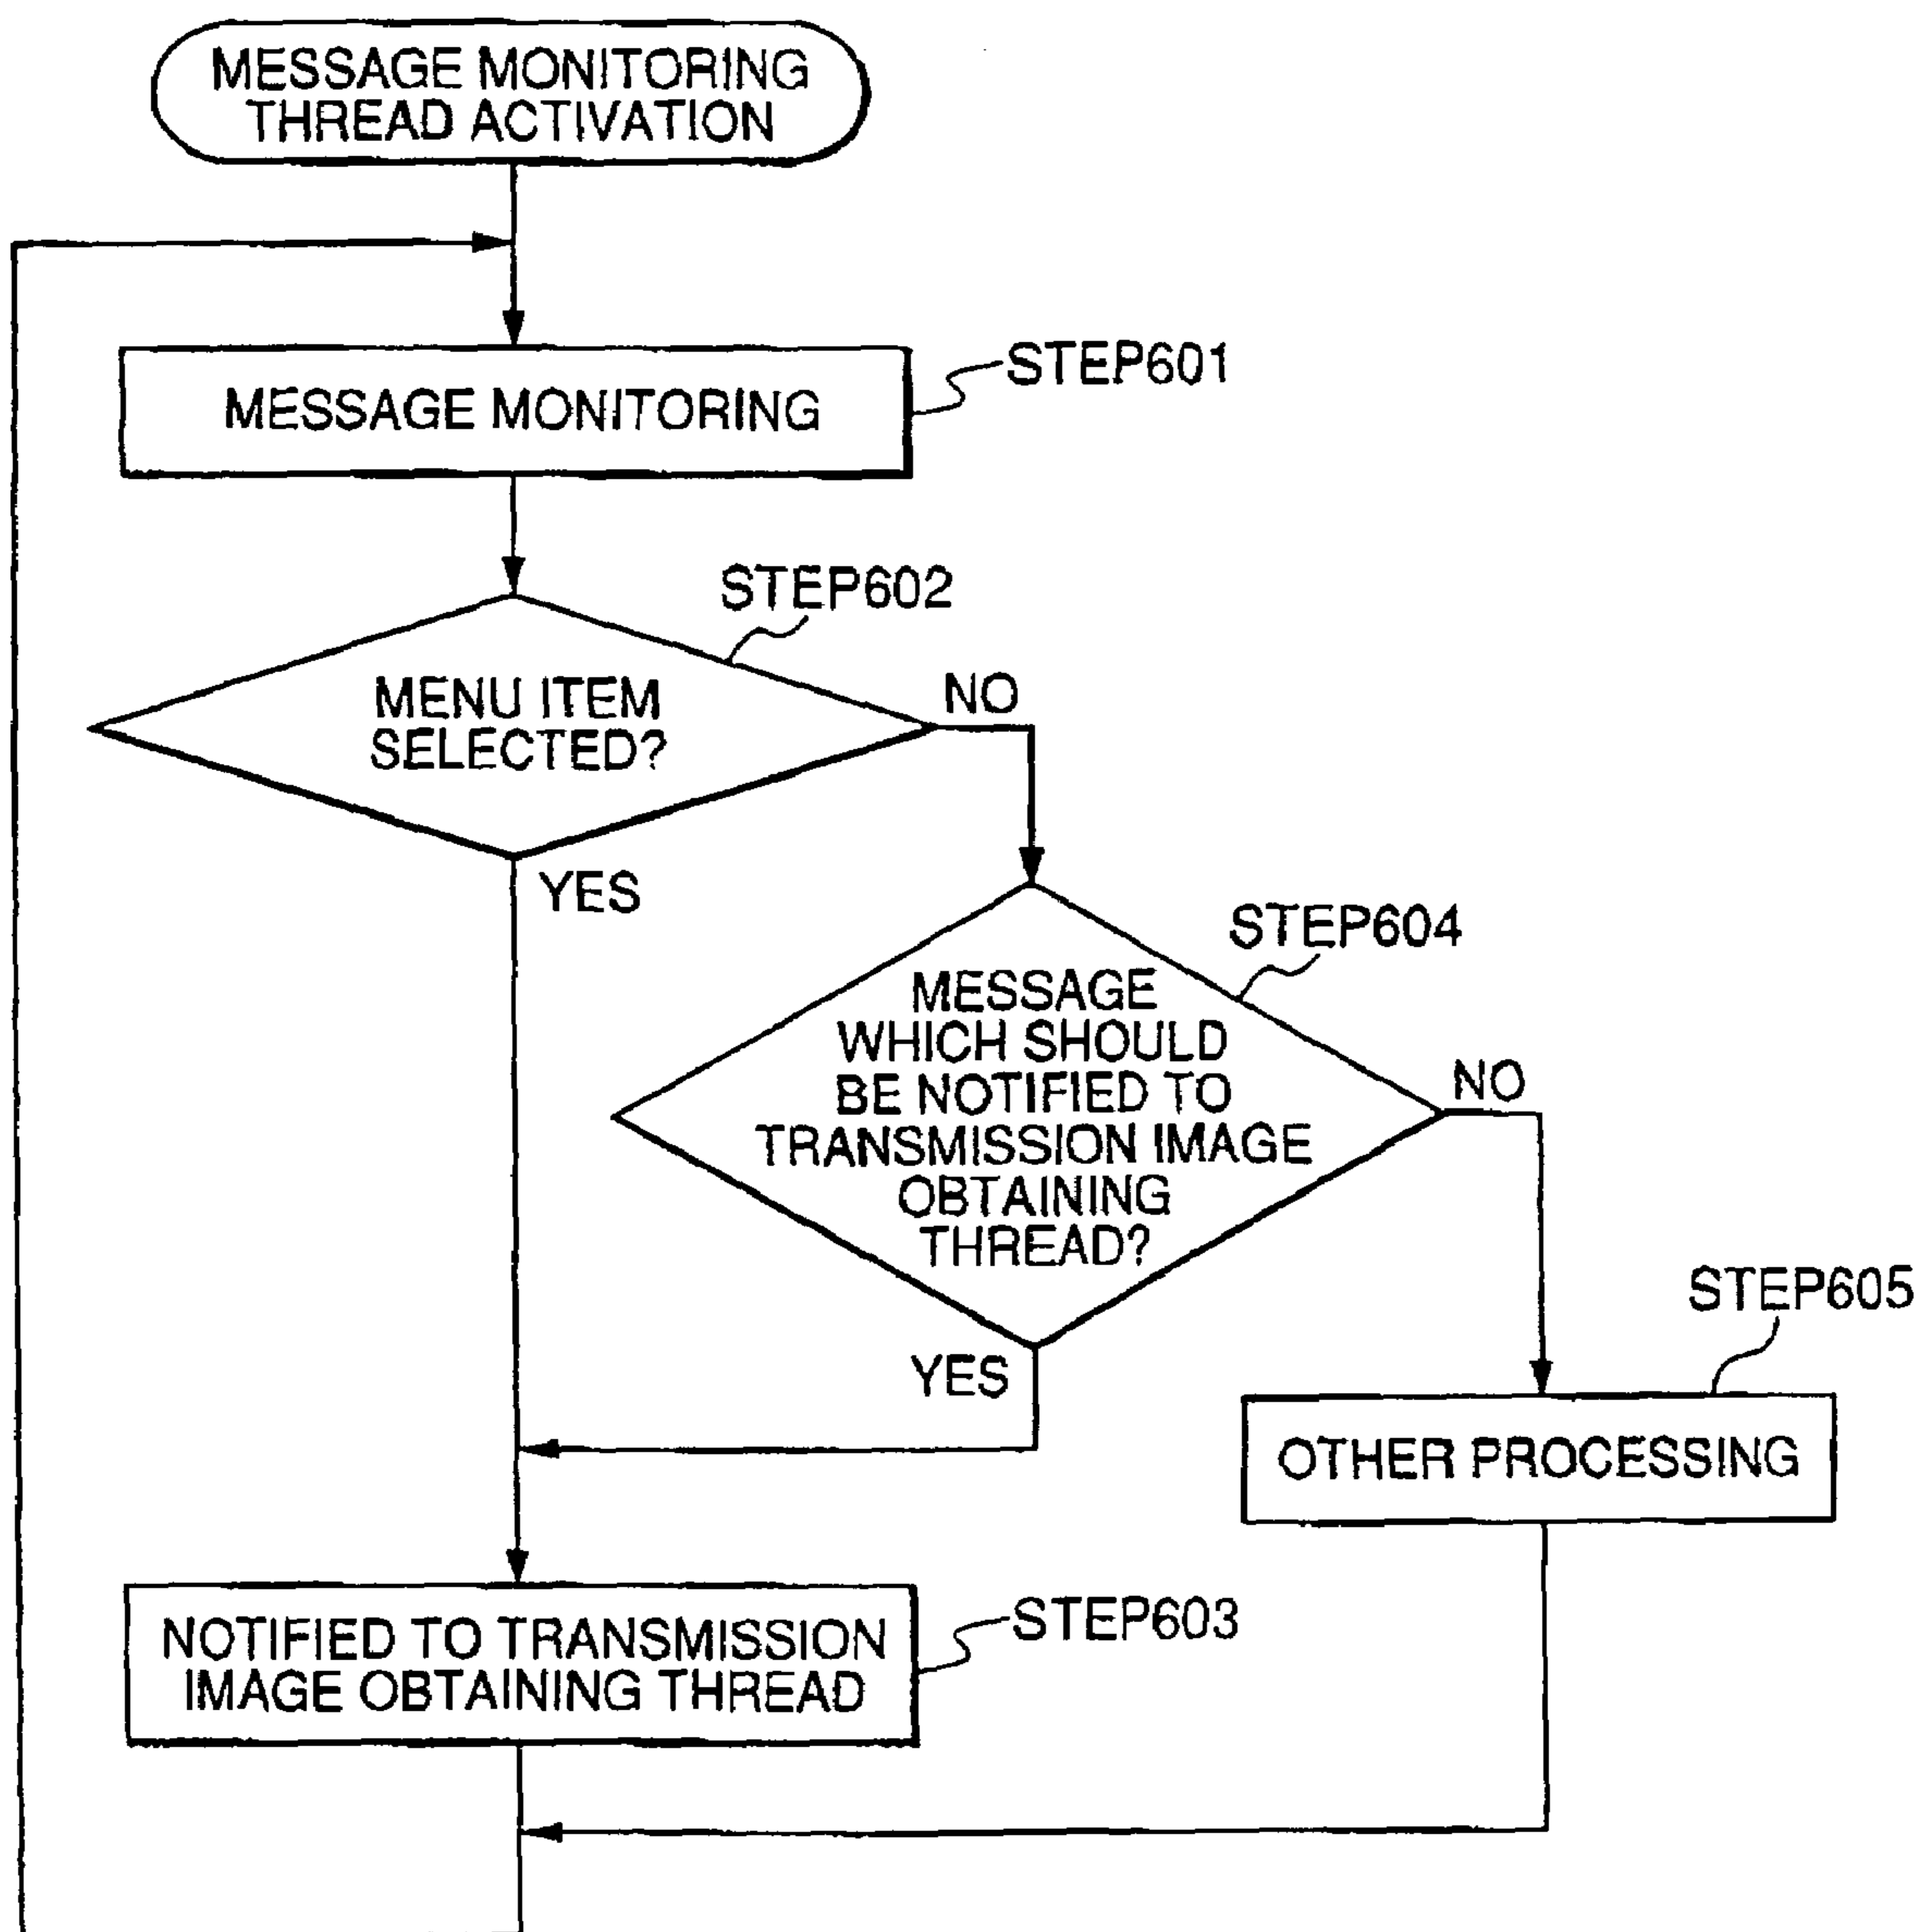 MESSAGE MONITORING
THREAD ACTIVATION
STEP601
MESSAGE MONITORING
STEP602
MENU ITEM
SELECTED?
NO
YES
STEP604
MESSAGE
WHICH SHOULD
BE NOTIFIED TO
TRANSMISSION IMAGE
OBTAINING
THREAD?
NO
YES
STEP605
OTHER PROCESSING
NOTIFIED TO TRANSMISSION
IMAGE OBTAINING THREAD
STEP603